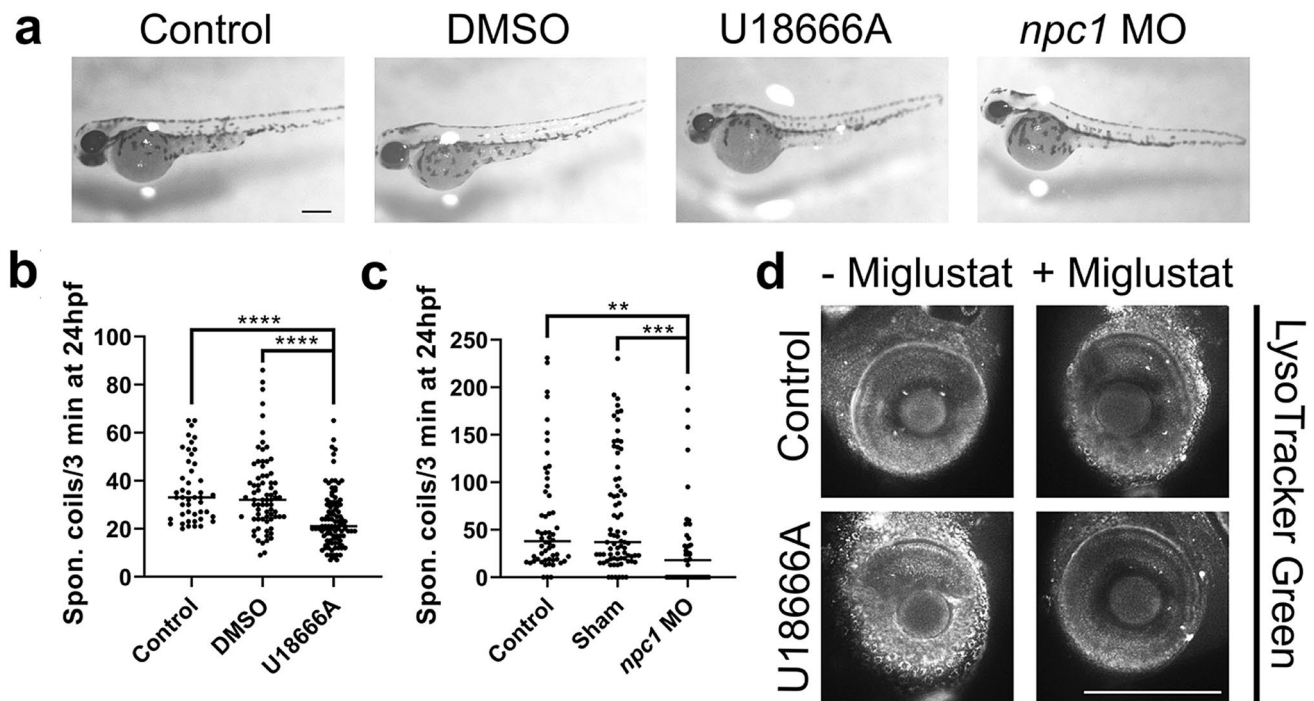 a
Control
DMSO
U18666A
npc1 MO
b
Spon. coils/3 min at 24hpf
100
80
60
40
20
0
****
****
Control
DMSO
U18666A
c
Spon. coils/3 min at 24hpf
250
200
150
100
50
0
**
***
Control
Sham
npc1 MO
d
- Miglustat
+ Miglustat
Control
U18666A
LysoTracker Green